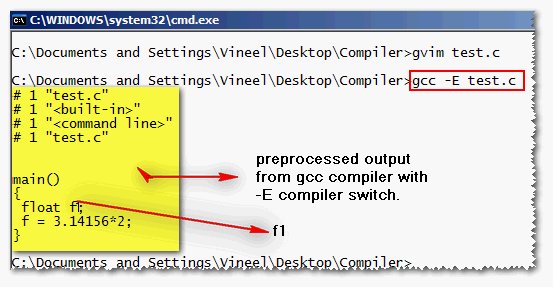 C:\WINDOWS\system32\cmd.exe
C:\Documents and Settings\Vineel\Desktop\Compiler>gvim test.c
C:\Documents and Settings\Vineel\Desktop\Compiler>gcc -E test.c
# 1 "test.c"
# 1 "<built-in>"
# 1 "<command line>"
# 1 "test.c"
main()
{
float f1;
f = 3.14156*2;
}
preprocessed output
from gcc compiler with
-E compiler switch.
f1
C:\Documents and Settings\Vineel\Desktop\Compiler>